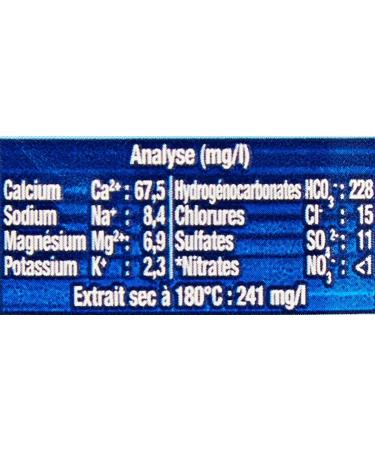 Analyse (mg/l)
Calcium Ca²⁺ : 67,5 Hydrogénocarbonates HCO₃⁻ : 228
Sodium Na⁺ : 8,4 Chlorures Cl⁻ : 15
Magnésium Mg²⁺ : 6,9 Sulfates SO₄²⁻ : 11
Potassium K⁺ : 2,3 *Nitrates NO₃⁻ : <1
Extrait sec à 180°C : 241 mg/l